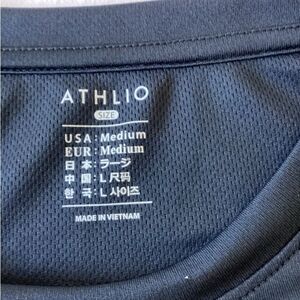 ATHLIO
SIZE
USA : Medium
EUR : Medium
日 本 : ラージ
中 国 : L 尺码
한 국 : L 사이즈
MADE IN VIETNAM